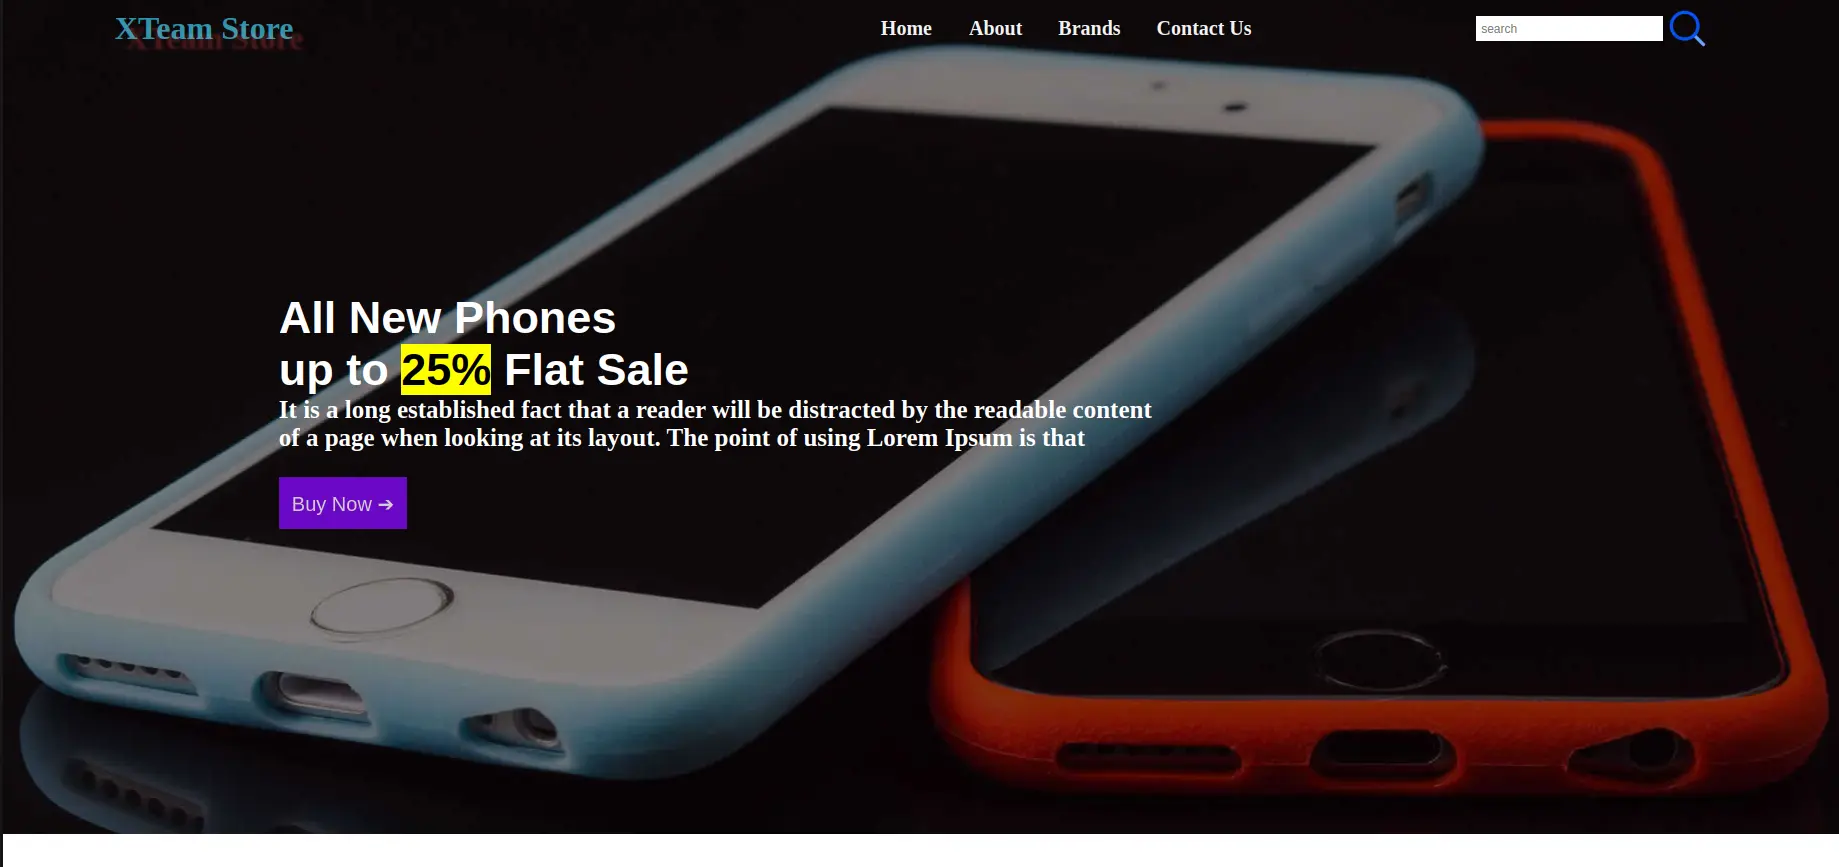 XTeam Store
Home About Brands Contact Us
search
All New Phones
up to 25% Flat Sale
It is a long established fact that a reader will be distracted by the readable content
of a page when looking at its layout. The point of using Lorem Ipsum is that
Buy Now ➔